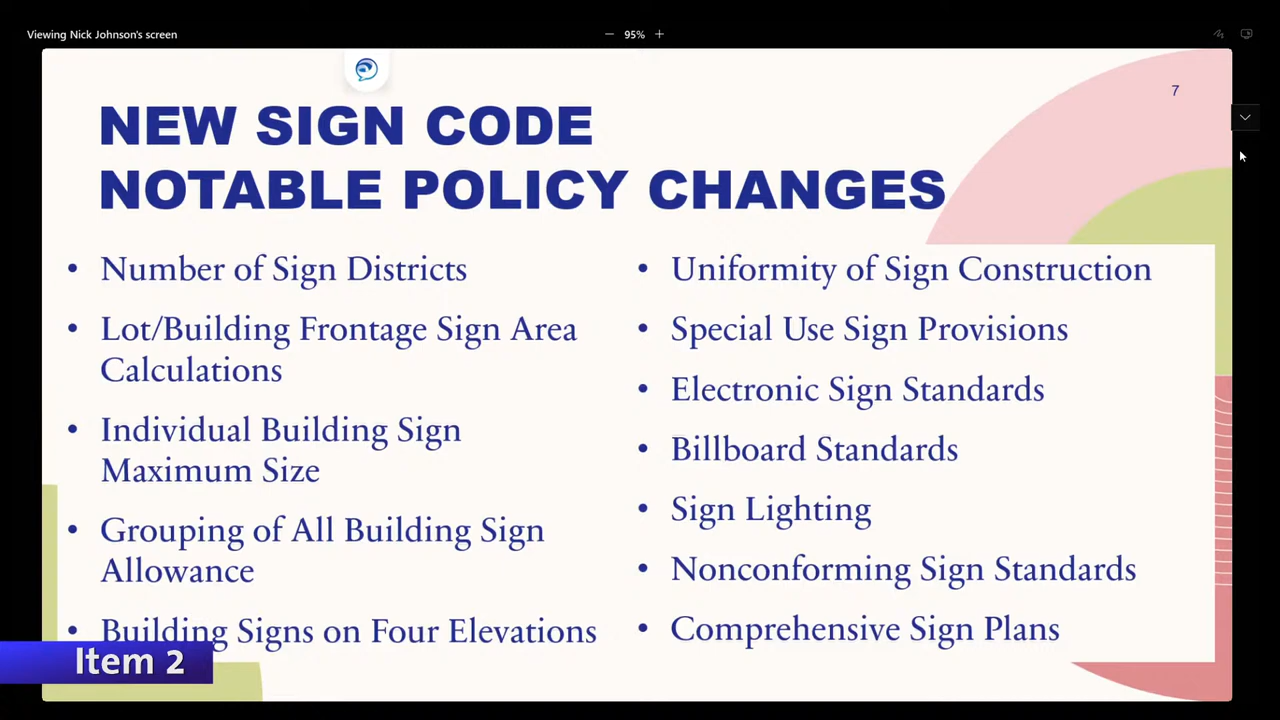 Viewing Nick Johnson's screen
95%
7
NEW SIGN CODE
NOTABLE POLICY CHANGES
• Number of Sign Districts
• Lot/Building Frontage Sign Area
Calculations
• Individual Building Sign
Maximum Size
• Grouping of All Building Sign
Allowance
• Building Signs on Four Elevations
• Uniformity of Sign Construction
• Special Use Sign Provisions
• Electronic Sign Standards
• Billboard Standards
• Sign Lighting
• Nonconforming Sign Standards
• Comprehensive Sign Plans
Item 2